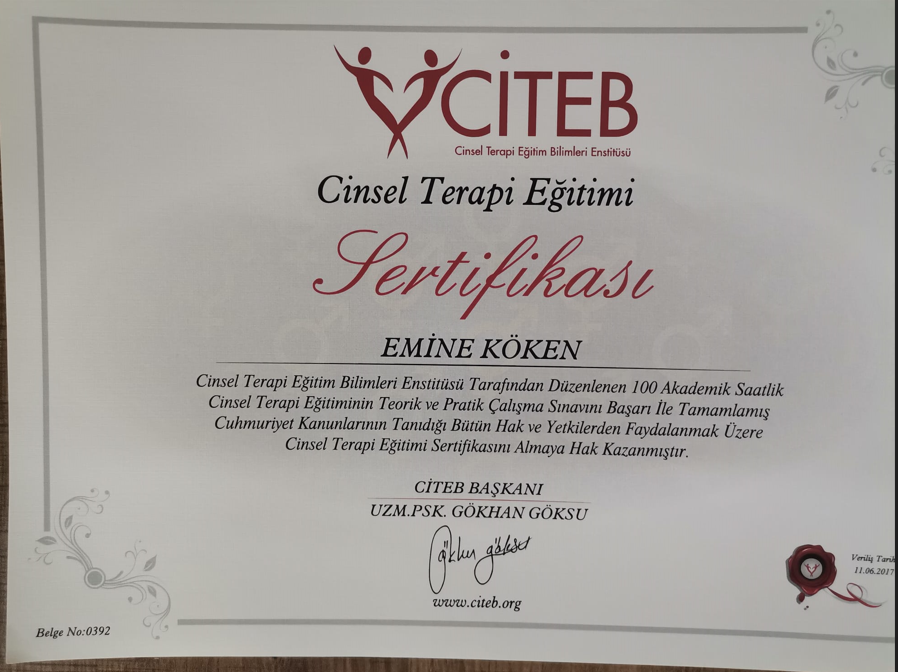 CİTEB
Cinsel Terapi Eğitim Bilimleri Enstitüsü
Cinsel Terapi Eğitimi
Sertifikası
EMİNE KÖKEN
Cinsel Terapi Eğitim Bilimleri Enstitüsü Tarafından Düzenlenen 100 Akademik Saatlik
Cinsel Terapi Eğitiminin Teorik ve Pratik Çalışma Sınavını Başarı İle Tamamlamış
Cuhmuriyet Kanunlarının Tanıdığı Bütün Hak ve Yetkilerden Faydalanmak Üzere
Cinsel Terapi Eğitimi Sertifikasını Almaya Hak Kazanmıştır.
CİTEB BAŞKANI
UZM.PSK. GÖKHAN GÖKSU
gökhan göksu
www.citeb.org
Veriliş Tarih
11.06.2017
Belge No:0392